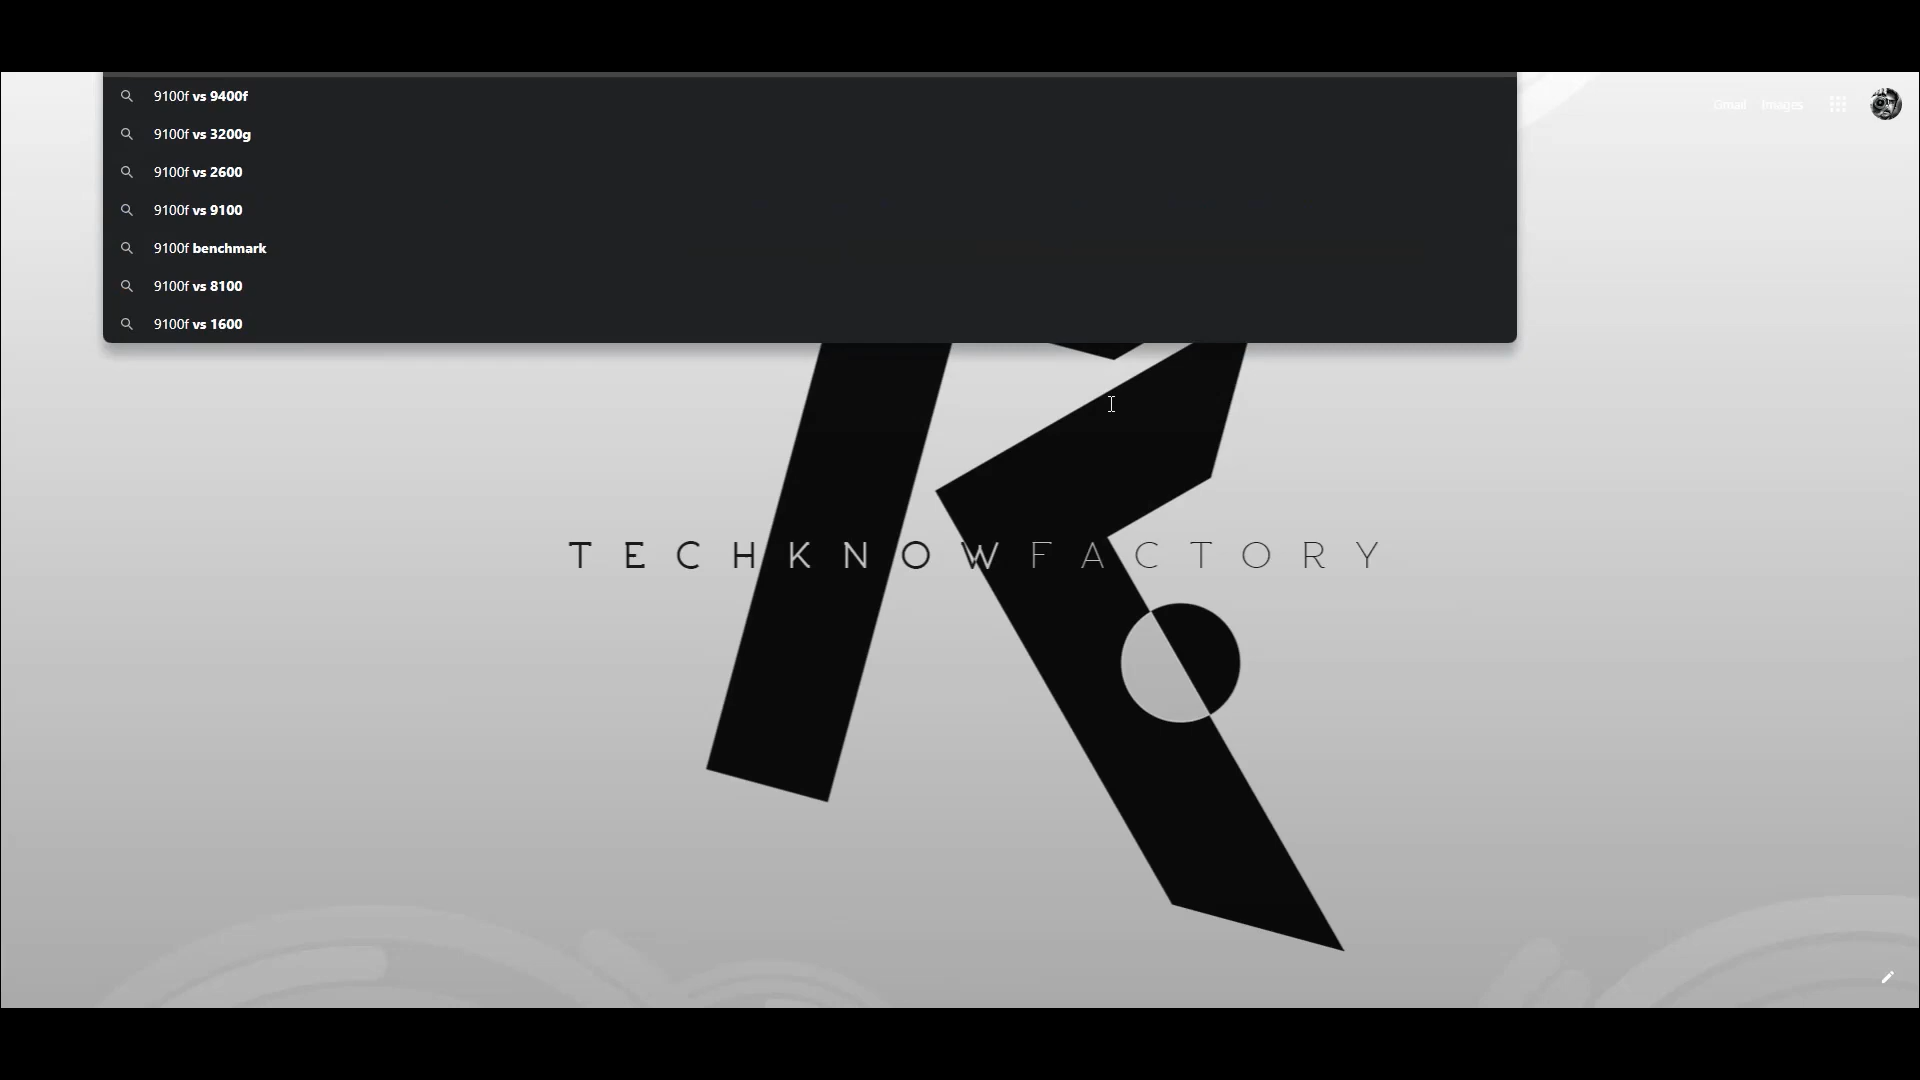 9100f vs 9400f
Gmail Images
9100f vs 3200g
9100f vs 2600
9100f vs 9100
9100f benchmark
9100f vs 8100
9100f vs 1600
TECHKNOWFACTORY